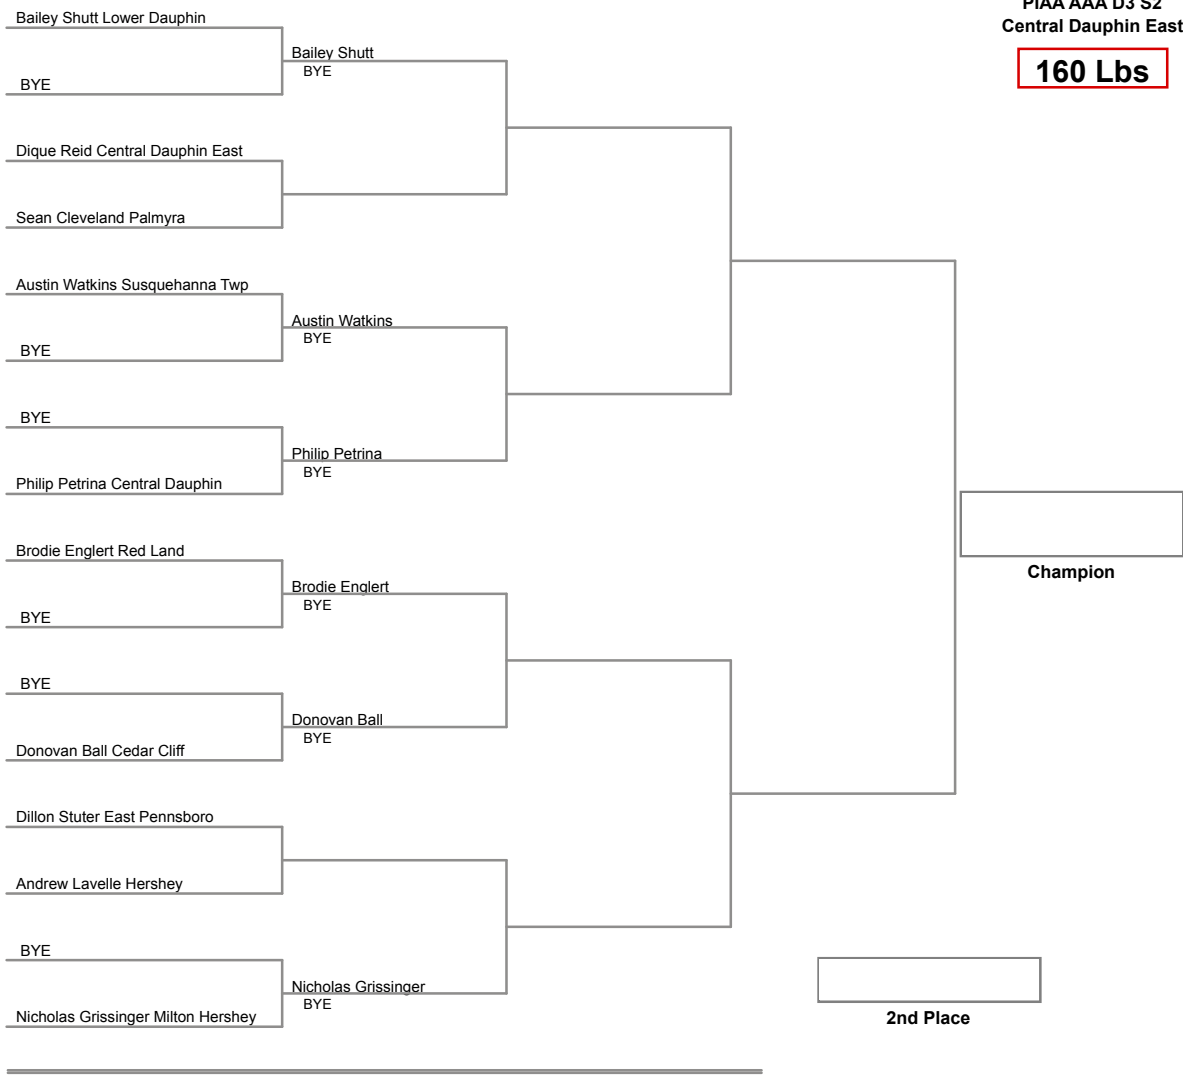 PIAA AAA D3 S2
Central Dauphin East
160 Lbs
Bailey Shutt Lower Dauphin
Bailey Shutt
BYE
BYE
Dique Reid Central Dauphin East
Sean Cleveland Palmyra
Austin Watkins Susquehanna Twp
Austin Watkins
BYE
BYE
BYE
Philip Petrina
BYE
Philip Petrina Central Dauphin
Brodie Englert Red Land
Brodie Englert
BYE
BYE
BYE
Donovan Ball
BYE
Donovan Ball Cedar Cliff
Champion
Dillon Stuter East Pennsboro
Andrew Lavelle Hershey
BYE
Nicholas Grissinger
BYE
Nicholas Grissinger Milton Hershey
2nd Place